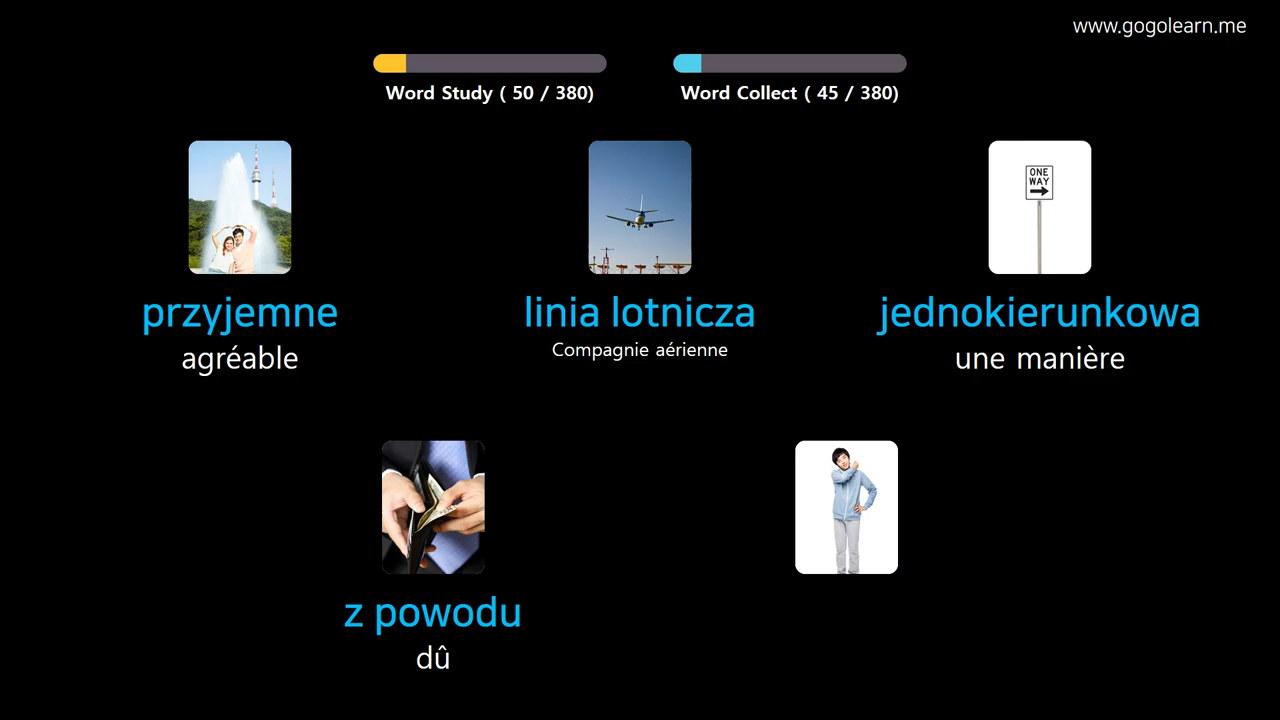 www.gogolearn.me
Word Study ( 50 / 380)
Word Collect ( 45 / 380)
ONE
WAY
przyjemne
linia lotnicza
jednokierunkowa
agréable
Compagnie aérienne
une manière
z powodu
dû